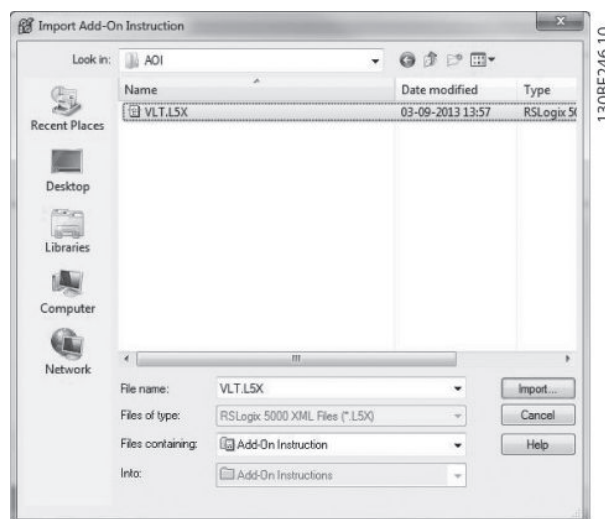 Import Add-On Instruction
Look in:
AOI
Name
Date modified
Type
VLT.L5X
03-09-2013 13:57
RSLogix 50
Recent Places
Desktop
Libraries
Computer
Network
File name:
VLT.L5X
Import...
Files of type:
RSLogix 5000 XML Files (*.L5X)
Cancel
Files containing:
Add-On Instruction
Help
Into:
Add-On Instructions
130BE246.10